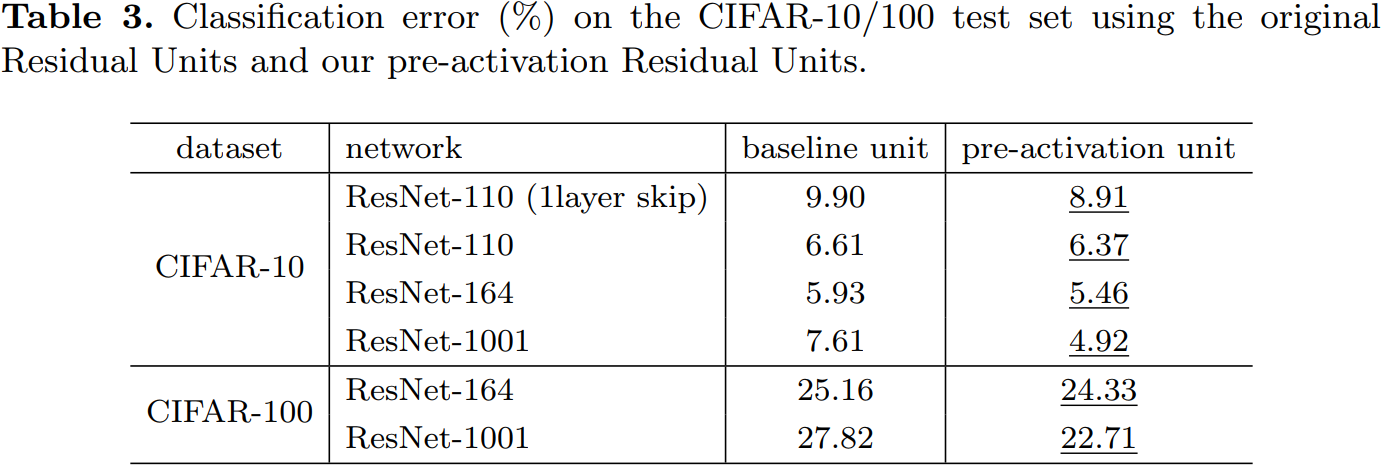 Table 3. Classification error (%) on the CIFAR-10/100 test set using the original
Residual Units and our pre-activation Residual Units.
dataset network baseline unit pre-activation unit
CIFAR-10
ResNet-110 (1layer skip) 9.90 8.91
ResNet-110 6.61 6.37
ResNet-164 5.93 5.46
ResNet-1001 7.61 4.92
CIFAR-100
ResNet-164 25.16 24.33
ResNet-1001 27.82 22.71